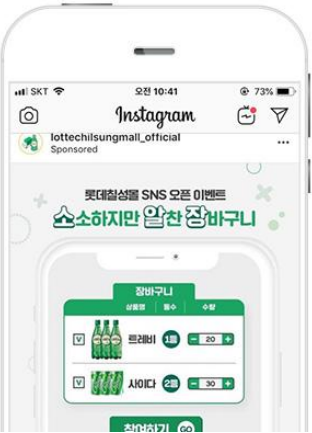 SKT 오전 10:41 73%
Instagram
lottechilsungmall_official
Sponsored
롯데칠성몰 SNS 오픈 이벤트
소소하지만 알찬 장바구니
장바구니
상품명 등수 수량
V 트레비 1등 - 20 +
V 사이다 2등 - 30 +
참여하기 GO